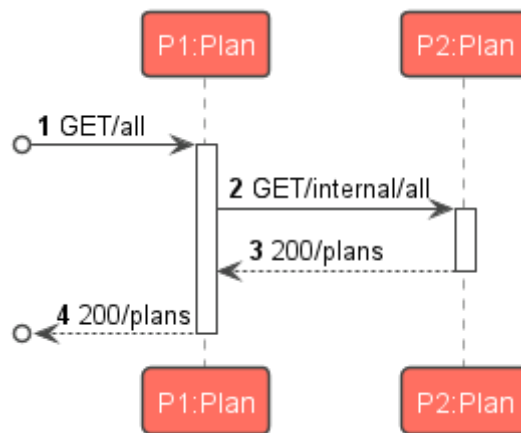 P1:Plan
P2:Plan
1 GET/all
2 GET/internal/all
3 200/plans
4 200/plans
P1:Plan
P2:Plan